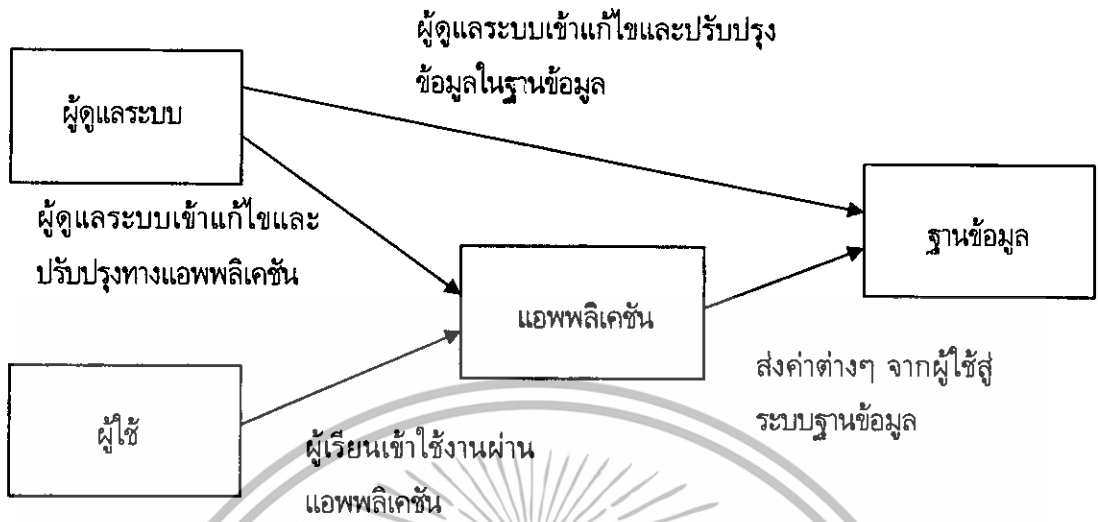 ผู้ดูแลระบบเข้าแก้ไขและปรับปรุง
ข้อมูลในฐานข้อมูล
ผู้ดูแลระบบ
ผู้ดูแลระบบเข้าแก้ไขและ
ปรับปรุงทางแอพพลิเคชัน
ฐานข้อมูล
แอพพลิเคชัน
ส่งค่าต่างๆ จากผู้ใช้สู่
ระบบฐานข้อมูล
ผู้ใช้
ผู้เรียนเข้าใช้งานผ่าน
แอพพลิเคชัน